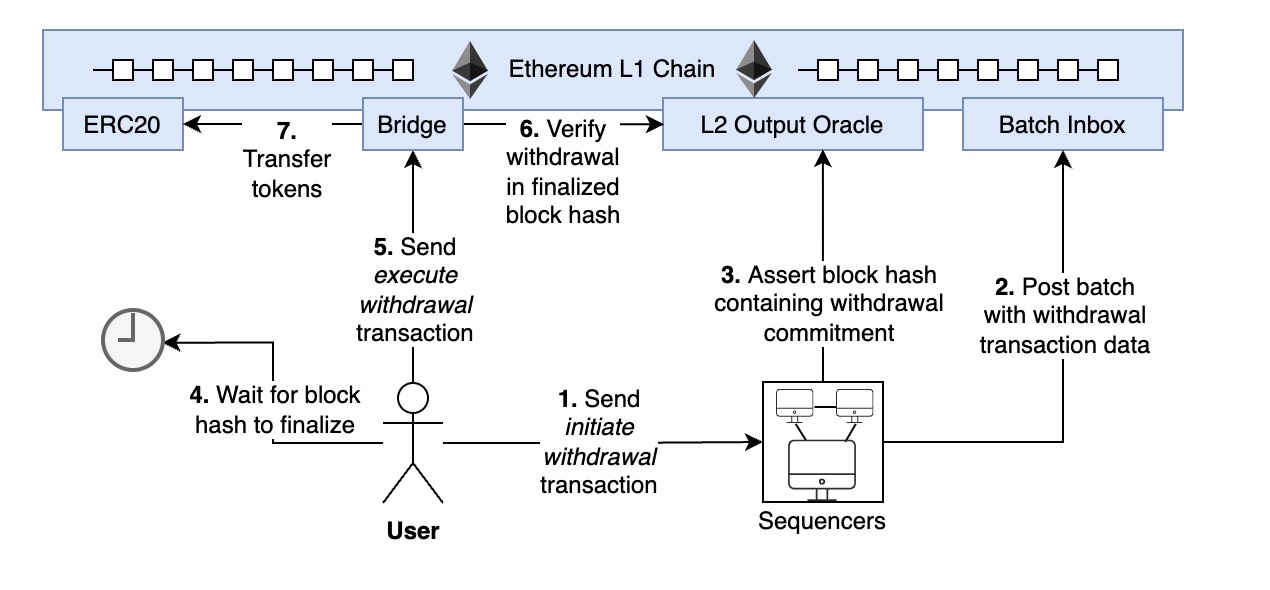 Ethereum L1 Chain
ERC20
Bridge
L2 Output Oracle
Batch Inbox
7.
Transfer
tokens
6. Verify
withdrawal
in finalized
block hash
5. Send
execute
withdrawal
transaction
3. Assert block hash
containing withdrawal
commitment
2. Post batch
with withdrawal
transaction data
4. Wait for block
hash to finalize
1. Send
initiate
withdrawal
transaction
User
Sequencers